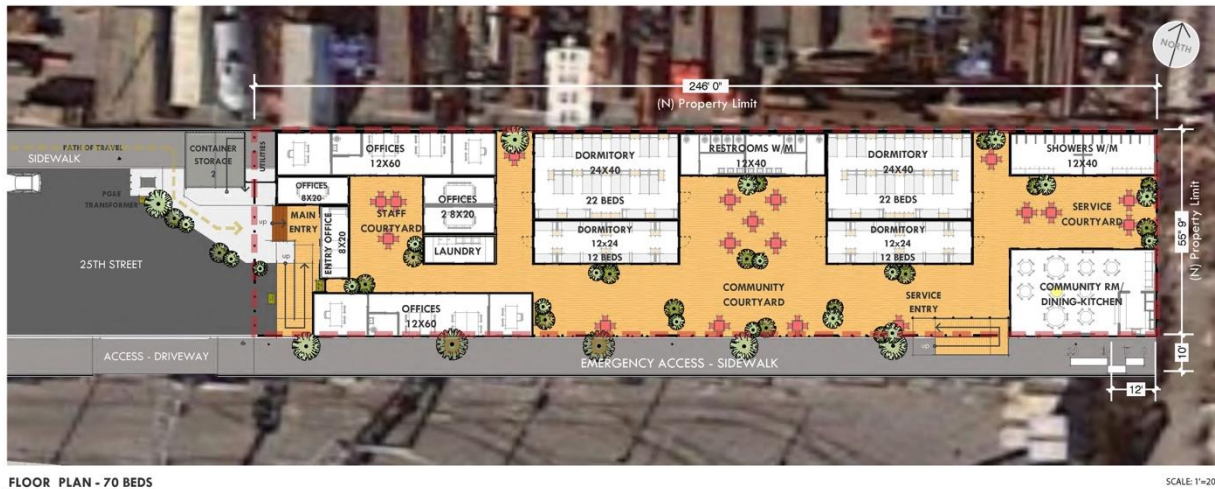 NORTH
246' 0"
(N) Property Limit
PATH OF TRAVEL
SIDEWALK
CONTAINER
STORAGE
2
UTILITIES
OFFICES
12X60
DORMITORY
24X40
22 BEDS
RESTROOMS W/M
12X40
DORMITORY
24X40
22 BEDS
SHOWERS W/M
12X40
PG&E
TRANSFORMER
OFFICES
8X20
up
MAIN
ENTRY
ENTRY OFFICE
8X20
STAFF
COURTYARD
OFFICES
2 8X20
LAUNDRY
DORMITORY
12x24
12 BEDS
DORMITORY
12x24
12 BEDS
SERVICE
COURTYARD
55' 9"
(N) Property Limit
25TH STREET
up
OFFICES
12X60
COMMUNITY
COURTYARD
SERVICE
ENTRY
up
COMMUNITY RM/
DINING-KITCHEN
ACCESS - DRIVEWAY
EMERGENCY ACCESS - SIDEWALK
10'
12'
FLOOR PLAN - 70 BEDS
SCALE: 1'=20